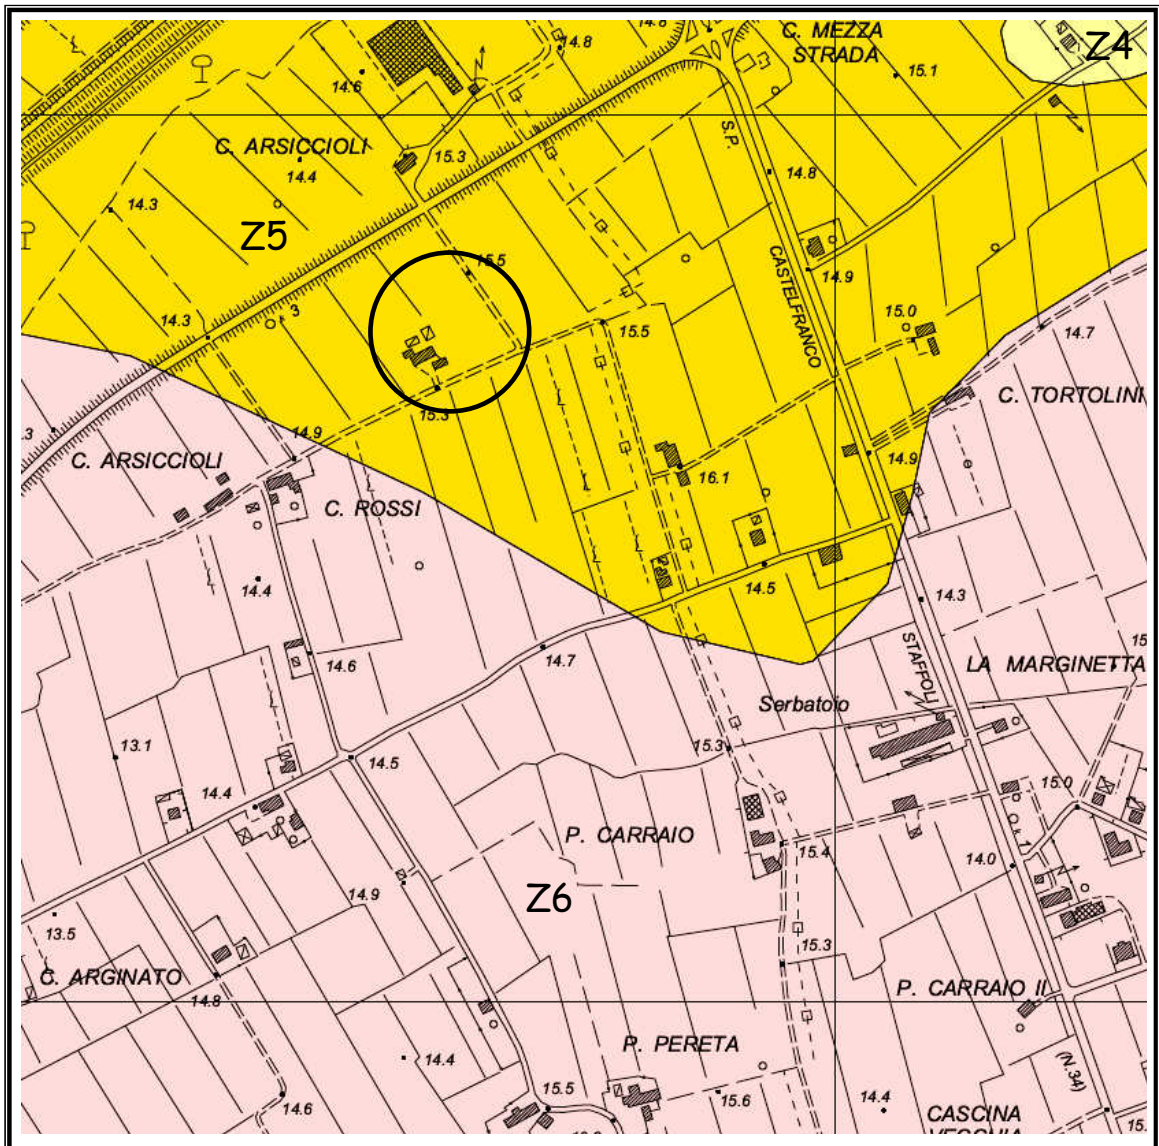 14.8
C. MEZZA
STRADA
Z4
14.6
15.1
C. ARSICCIOLI
15.3
14.4
S.P.
14.8
14.3
Z5
15.5
CASTELFRANCO
14.9
3
14.3
15.5
15.0
14.7
15.3
C. TORTOLINI
14.9
C. ARSICCIOLI
14.9
16.1
C. ROSSI
14.4
14.5
14.3
14.6
14.7
STAFFOLI
LA MARGINETTA
Serbatoio
13.1
15.3
14.5
15.0
14.4
P. CARRAIO
15.4
14.0
14.9
Z6
13.5
15.3
C. ARGINATO
14.8
P. CARRAIO II
P. PERETA
14.4
(N.34)
15.5
15.6
14.4
14.6
CASCINA
VECCHIA